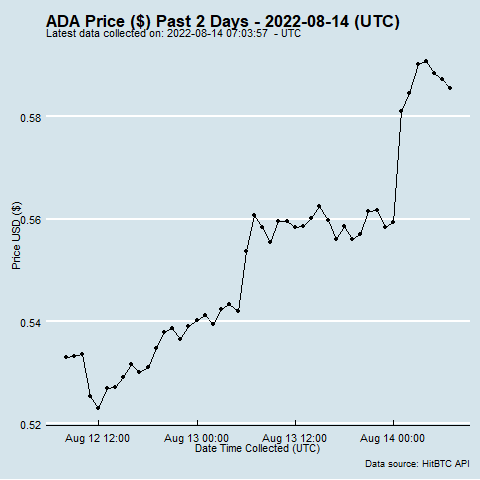 ADA Price ($) Past 2 Days - 2022-08-14 (UTC)
Latest data collected on: 2022-08-14 07:03:57  - UTC
Price USD ($)
0.58
0.56
0.54
0.52
Aug 12 12:00 Aug 13 00:00 Aug 13 12:00 Aug 14 00:00
Date Time Collected (UTC)
Data source: HitBTC API